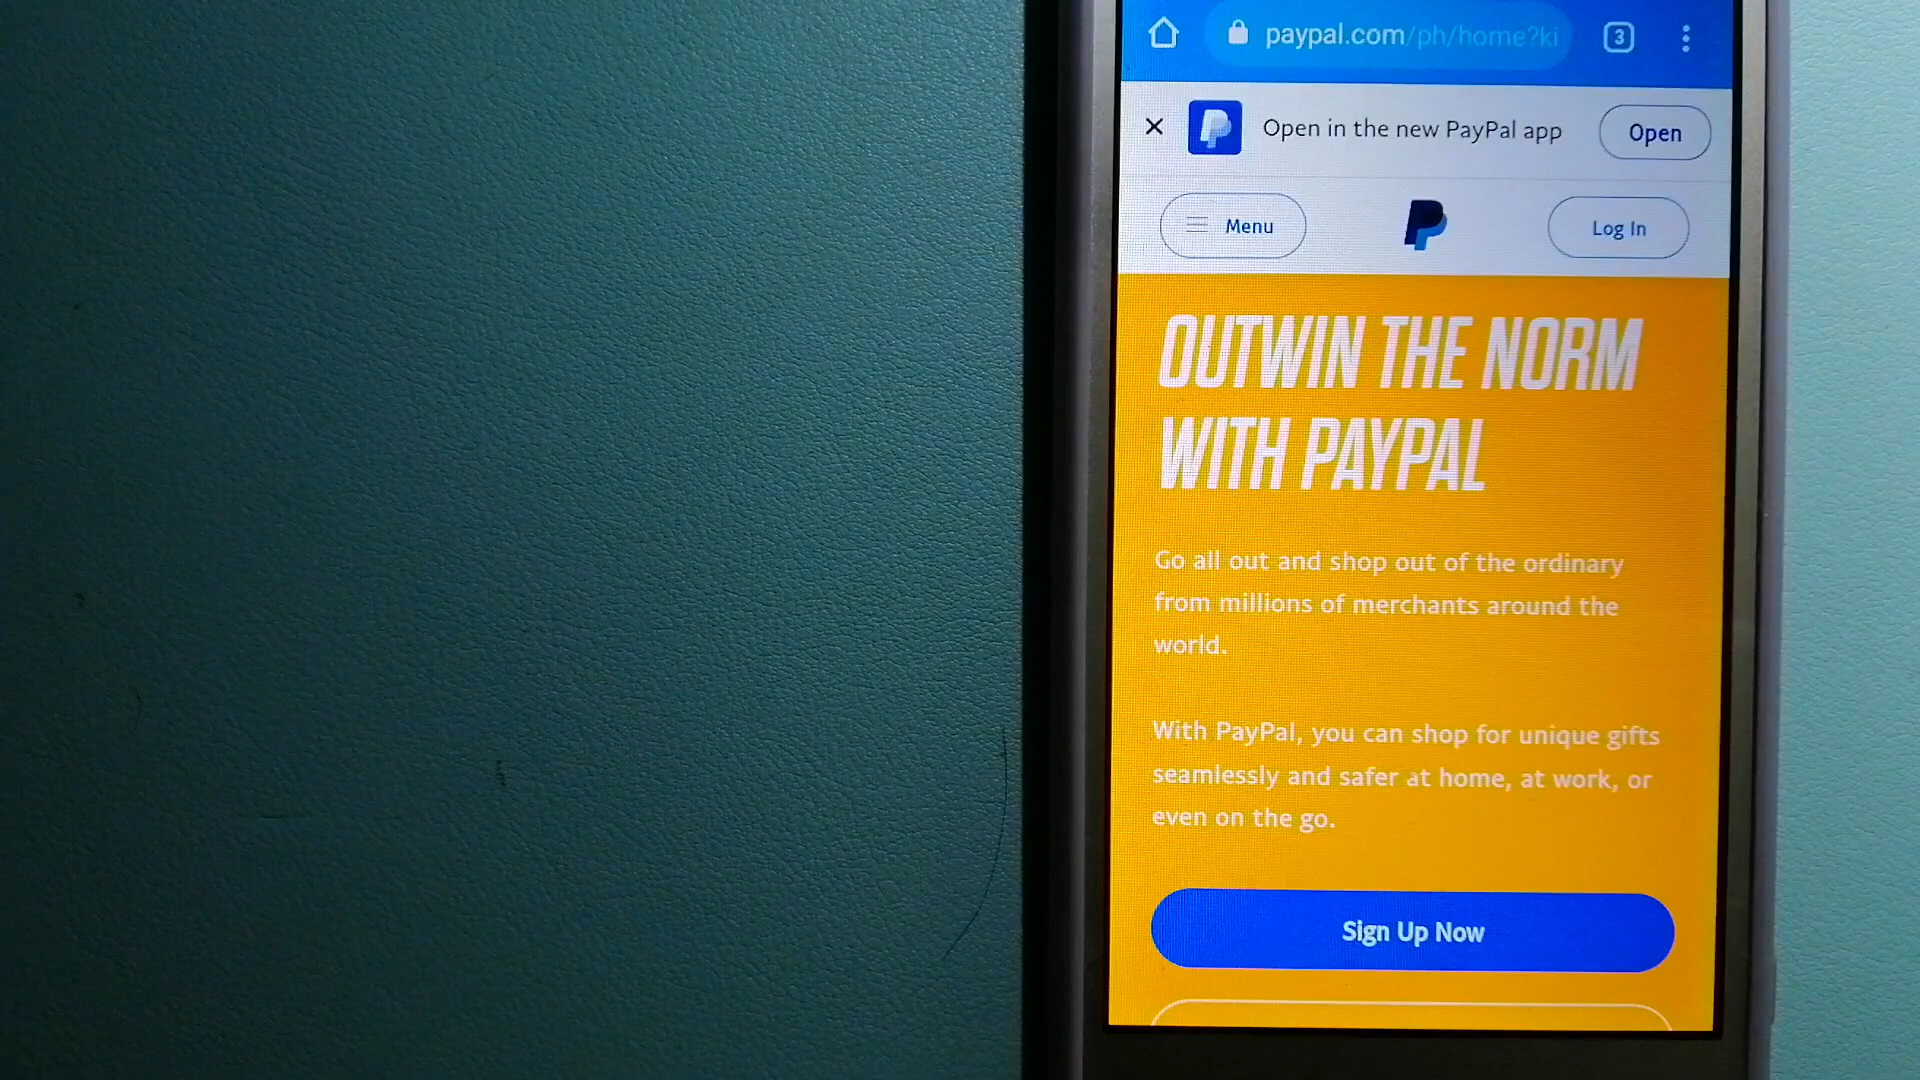 paypal.com/ph/home?ki
3
Open in the new PayPal app
Open
Menu
Log In
OUTWIN THE NORM
WITH PAYPAL
Go all out and shop out of the ordinary
from millions of merchants around the
world.
With PayPal, you can shop for unique gifts
seamlessly and safer at home, at work, or
even on the go.
Sign Up Now